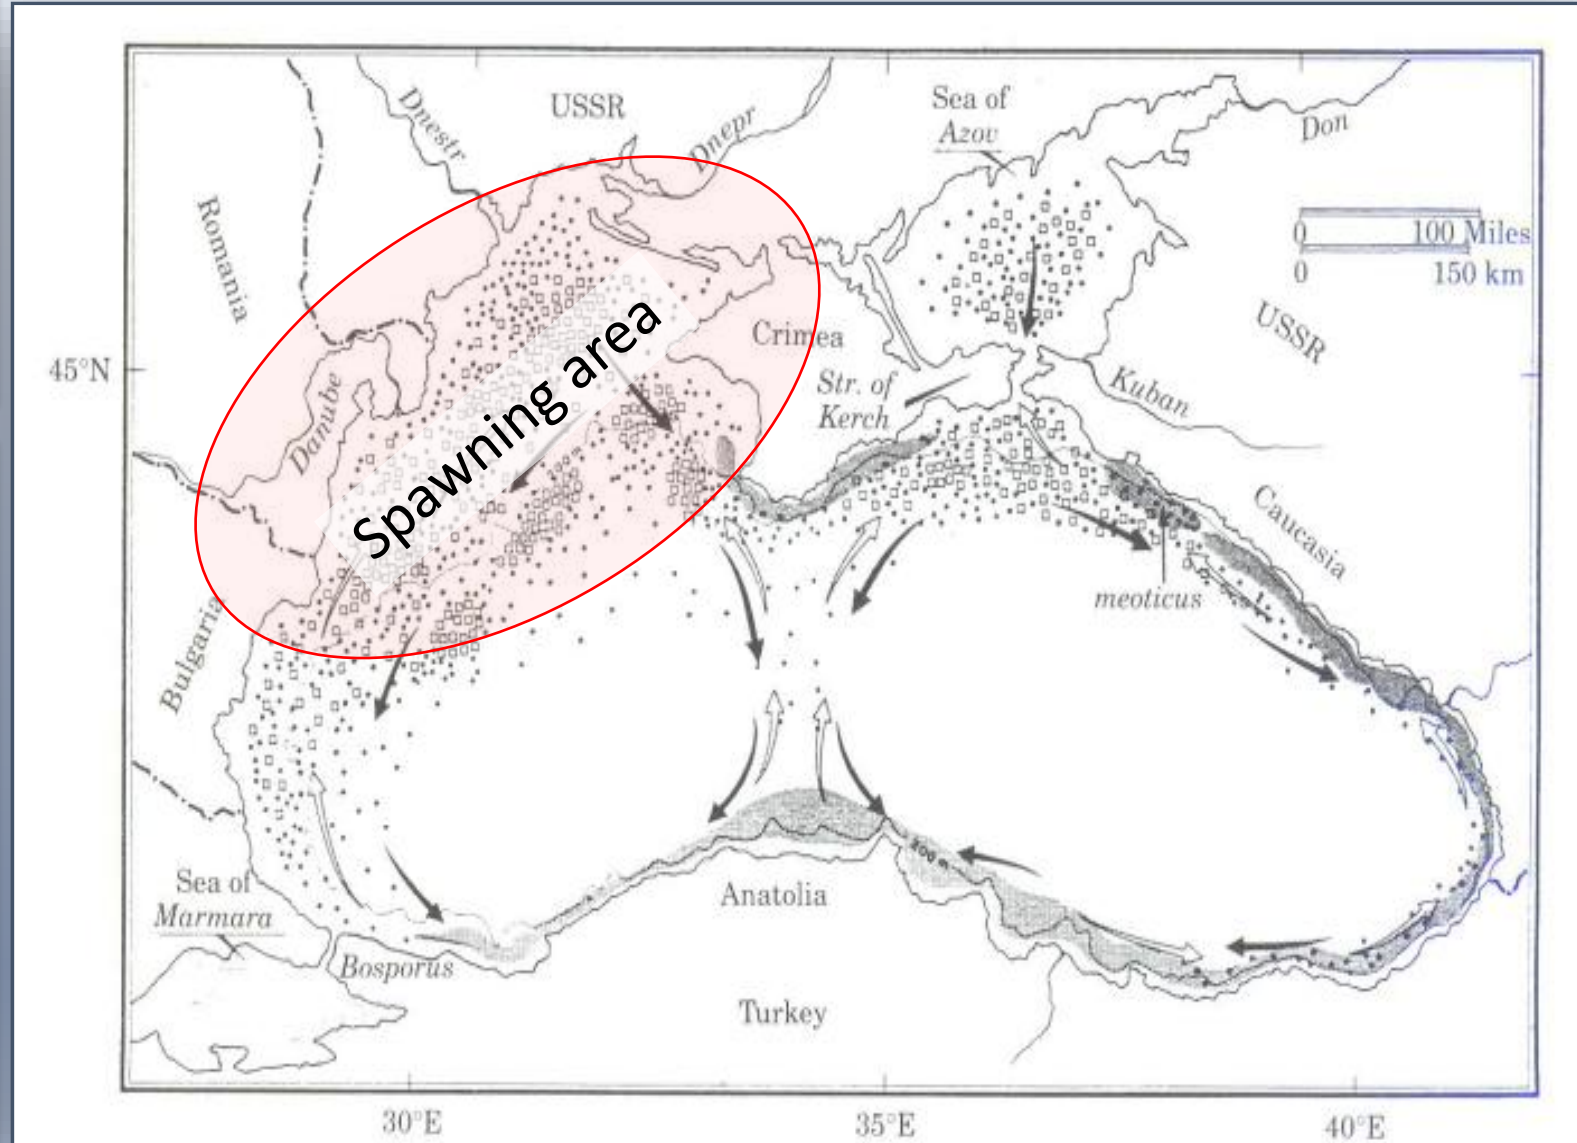 Dnestr
USSR
Dnepr
Sea of
Azov
Don
Romania
0 100 Miles
0 150 km
USSR
Crimea
45°N
Str. of
Kerch
Kuban
Danube
Spawning area
Caucasia
meoticus
Bulgaria
Sea of
Marmara
Anatolia
Bosporus
Turkey
30°E 35°E 40°E